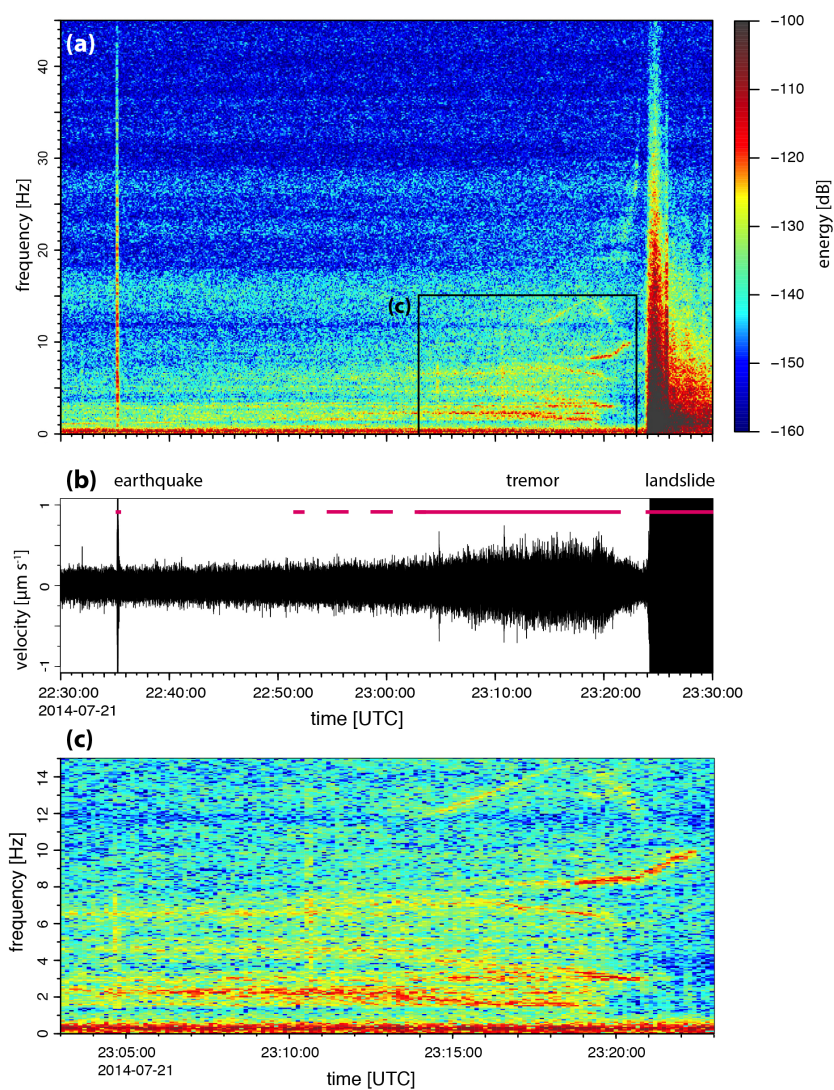 (a)
40
30
20
10
0
frequency [Hz]
(c)
−100
−110
−120
−130
−140
−150
−160
energy [dB]
(b)
earthquake
tremor
landslide
1
0
-1
velocity [µm s-1]
22:30:00 22:40:00 22:50:00 23:00:00 23:10:00 23:20:00 23:30:00
2014-07-21
time [UTC]
(c)
14
12
10
8
6
4
2
0
frequency [Hz]
23:05:00 23:10:00 23:15:00 23:20:00
2014-07-21
time [UTC]